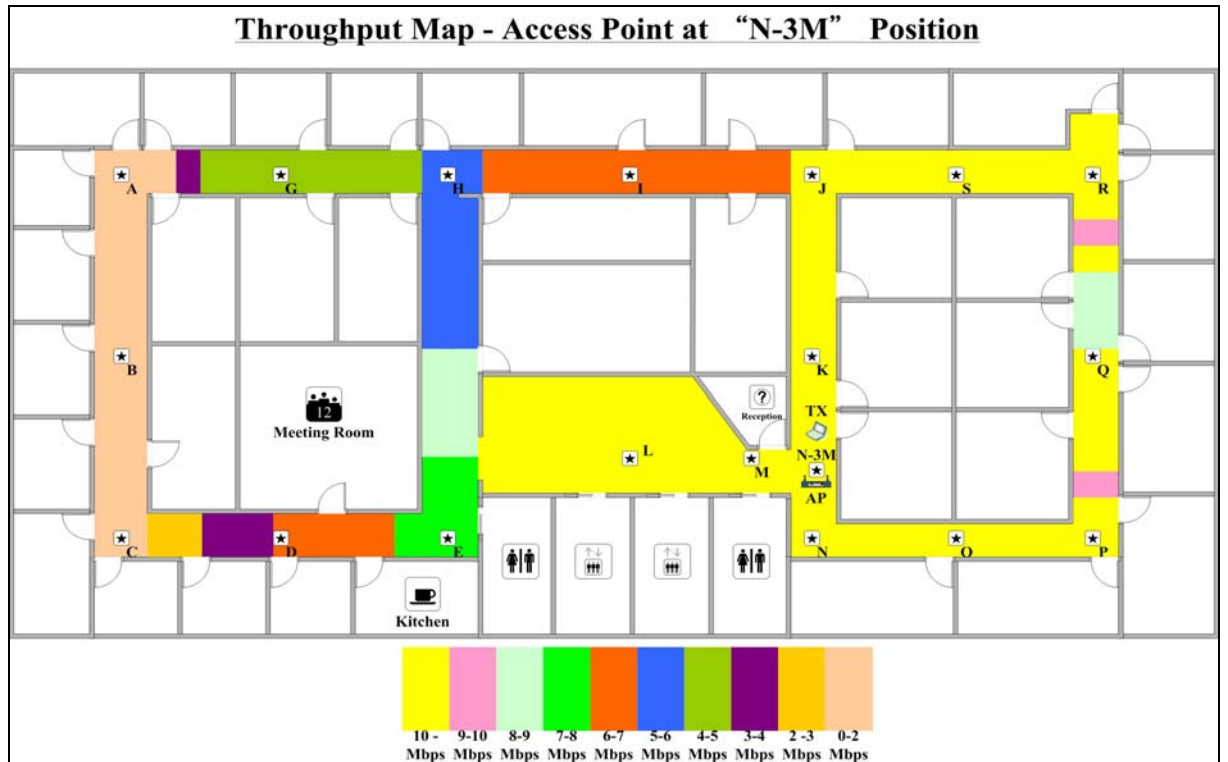 Throughput Map - Access Point at “N-3M” Position
A
G
H
I
J
S
R
B
K
Q
12
Meeting Room
?
Reception
TX
L
M
N-3M
AP
C
D
E
N
O
P
Kitchen
10 - 9-10 8-9 7-8 6-7 5-6 4-5 3-4 2 -3 0-2
Mbps Mbps Mbps Mbps Mbps Mbps Mbps Mbps Mbps Mbps